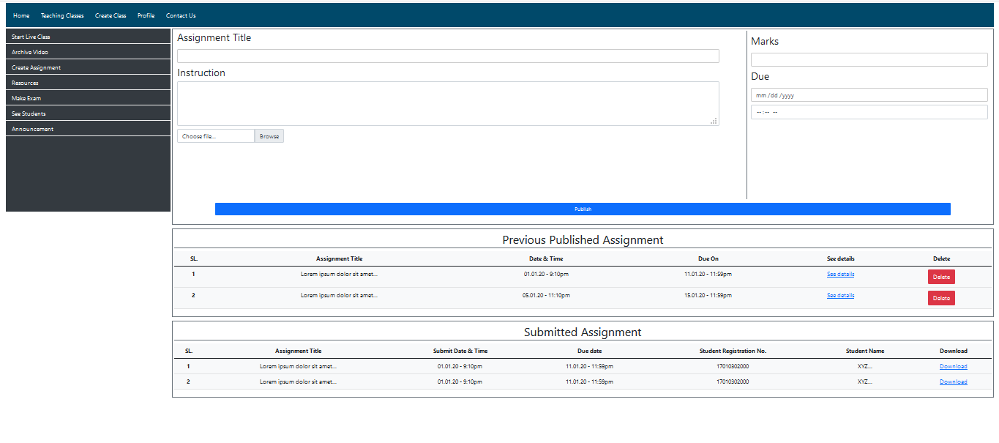 Home Teaching Classes Create Class Profile Contact Us
Start Live Class
Archive Video
Create Assignment
Resources
Make Exam
See Students
Announcement
Assignment Title
Instruction
Choose file... Browse
Marks
Due
mm/dd/yyyy
--:-- --
Publish
Previous Published Assignment
SL. Assignment Title Date & Time Due On See details Delete
1 Lorem ipsum dolor sit amet... 01.01.20 - 9:10pm 11.01.20 - 11:59pm See details Delete
2 Lorem ipsum dolor sit amet... 05.01.20 - 11:10pm 15.01.20 - 11:59pm See details Delete
Submitted Assignment
SL. Assignment Title Submit Date & Time Due date Student Registration No. Student Name Download
1 Lorem ipsum dolor sit amet... 01.01.20 - 9:10pm 11.01.20 - 11:59pm 17010302000 XYZ... Download
2 Lorem ipsum dolor sit amet... 01.01.20 - 9:10pm 11.01.20 - 11:59pm 17010302000 XYZ... Download